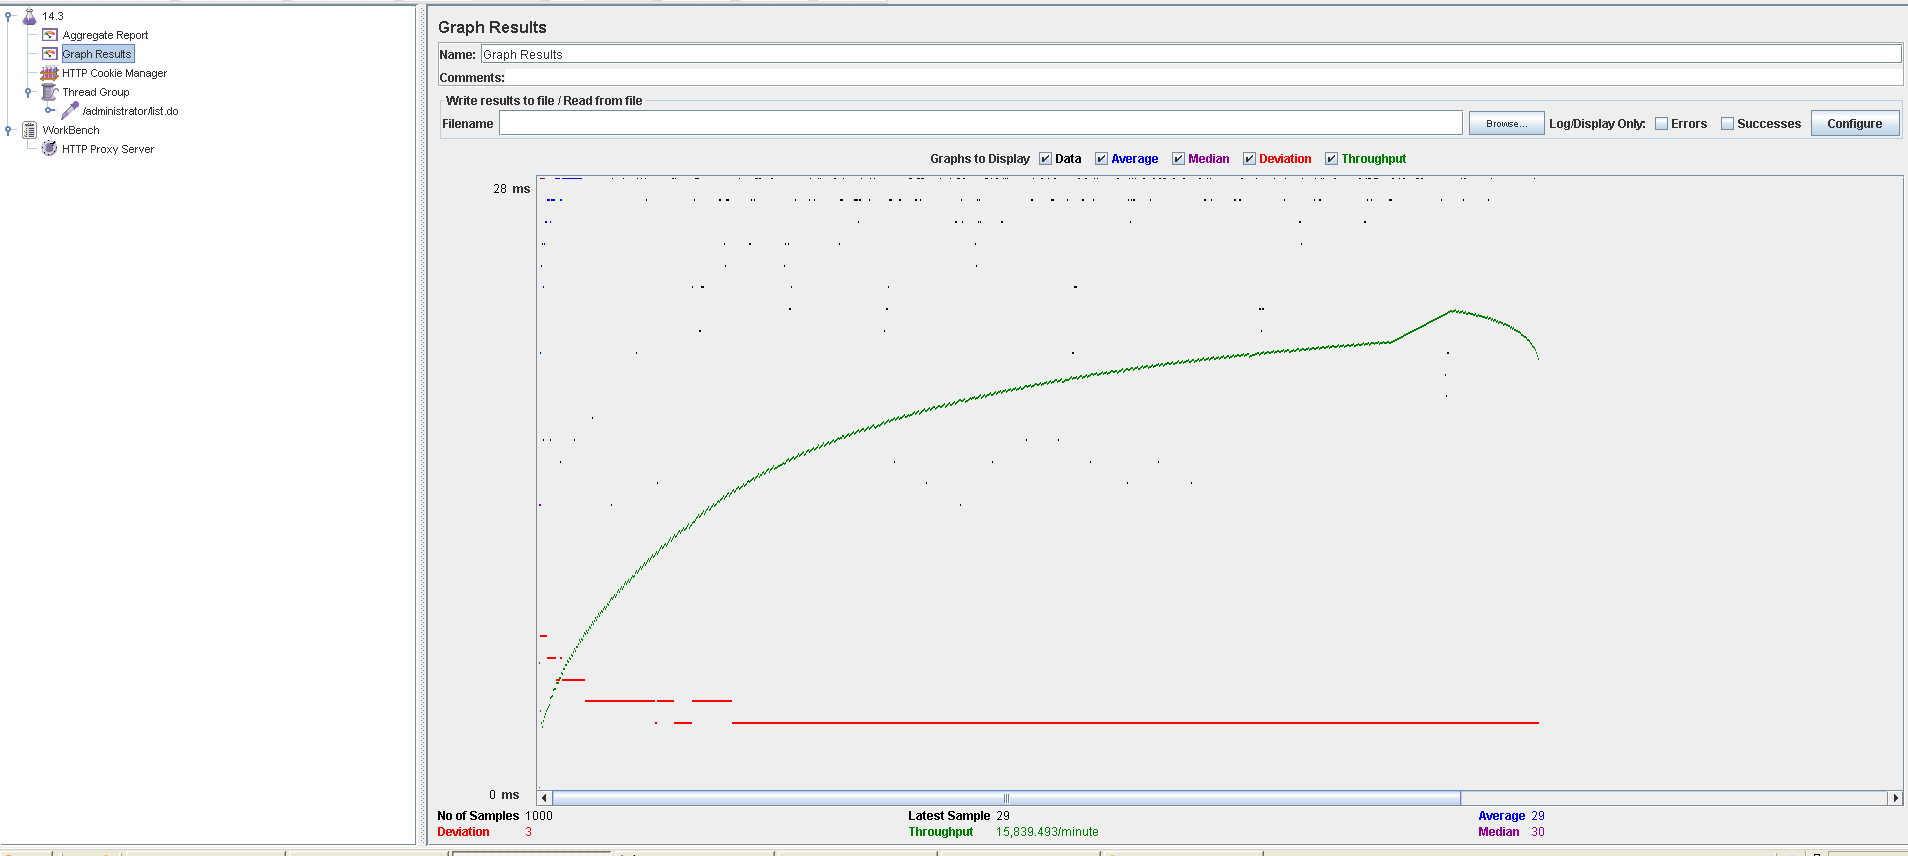 14.3
Aggregate Report
Graph Results
HTTP Cookie Manager
Thread Group
/administrator/list.do
WorkBench
HTTP Proxy Server
Graph Results
Name: Graph Results
Comments:
Write results to file / Read from file
Filename Browse... Log/Display Only: Errors Successes Configure
Graphs to Display Data Average Median Deviation Throughput
28 ms
0 ms
No of Samples 1000 Latest Sample 29 Average 29
Deviation 3 Throughput 15,839.493/minute Median 30